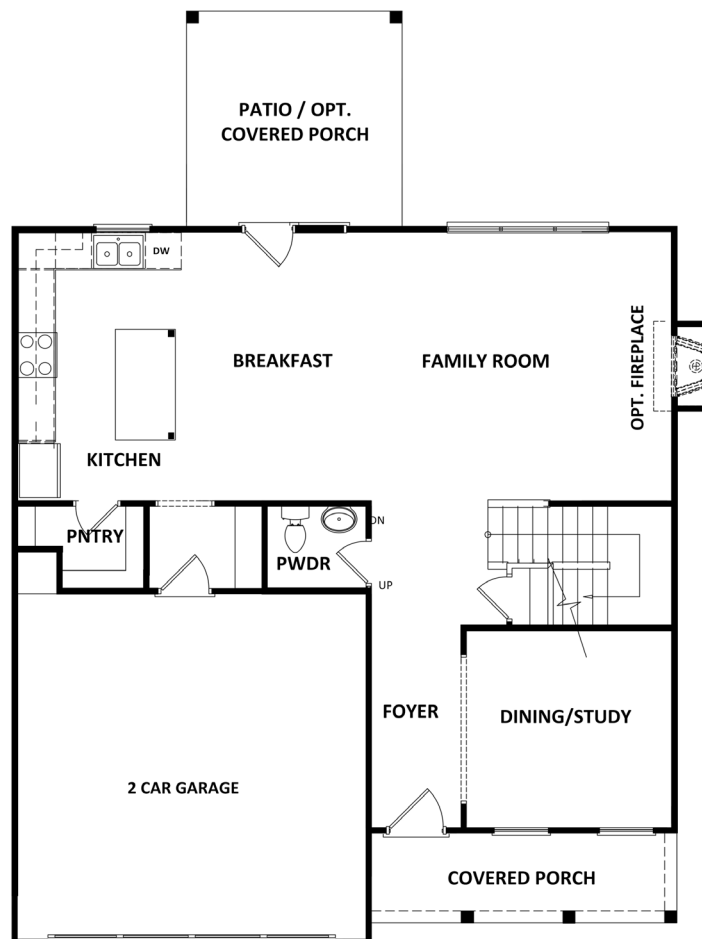 PATIO / OPT.
COVERED PORCH
DW
BREAKFAST
FAMILY ROOM
OPT. FIREPLACE
KITCHEN
PNTRY
PWDR
DN
UP
FOYER
DINING/STUDY
2 CAR GARAGE
COVERED PORCH